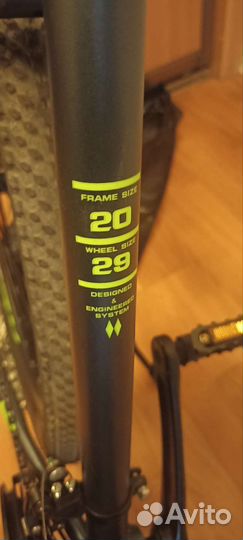 FRAME SIZE
20
WHEEL SIZE
29
DESIGNED
&
ENGINEERED
SYSTEM
Avito